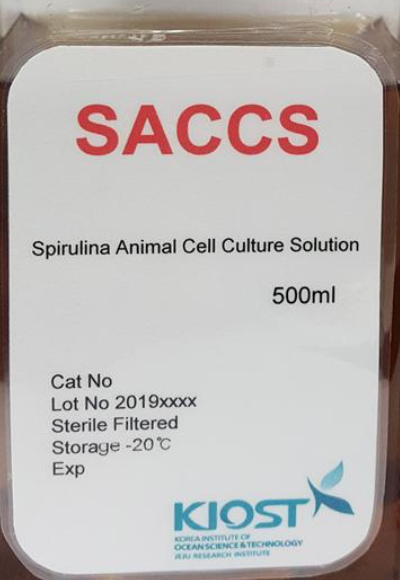 SACCS
Spirulina Animal Cell Culture Solution
500ml
Cat No
Lot No 2019xxxx
Sterile Filtered
Storage -20℃
Exp
KIOST
KOREA INSTITUTE OF
OCEAN SCIENCE & TECHNOLOGY
JEJU RESEARCH INSTITUTE